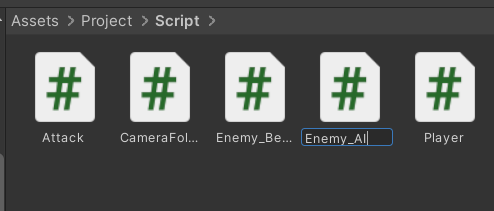 Assets > Project > Script >
# # # # #
Attack CameraFol... Enemy_Be... Enemy_AI Player